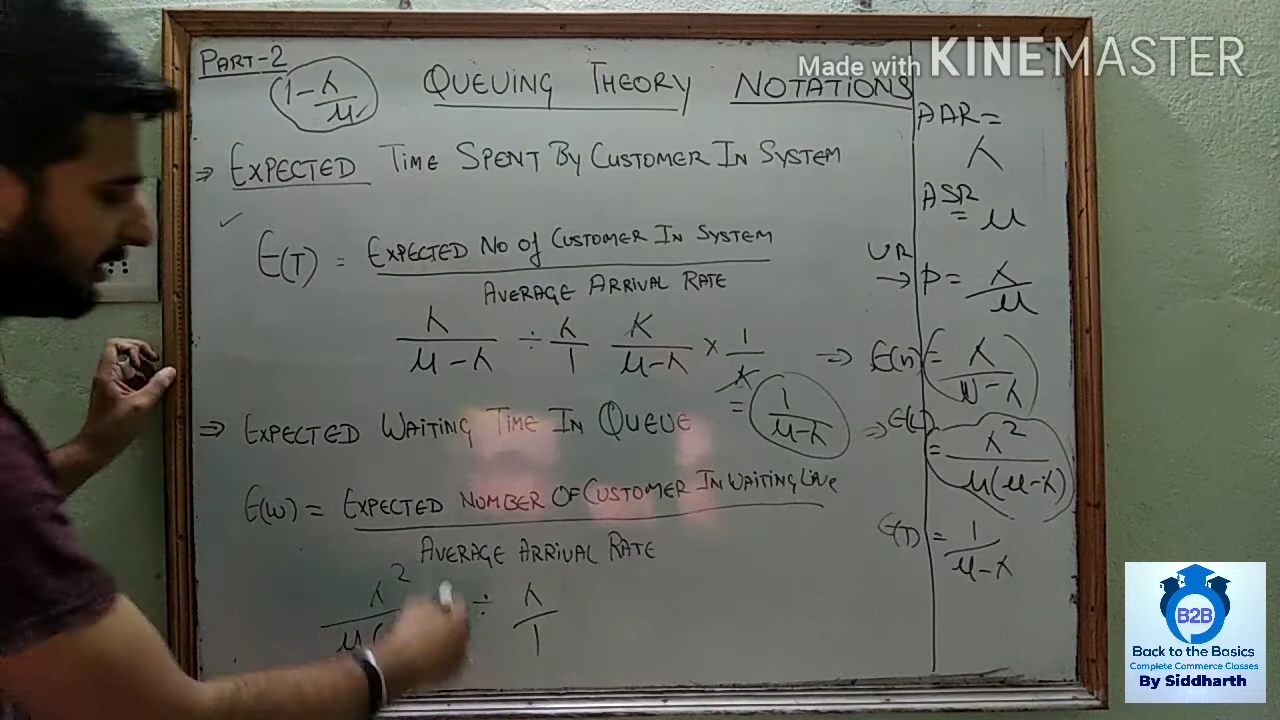 PART-2
1 - λ/μ
QUEUING THEORY NOTATIONS
Made with KINEMASTER
⇒ EXPECTED TIME SPENT BY CUSTOMER IN SYSTEM
E(T) = EXPECTED NO of CUSTOMER IN SYSTEM
AVERAGE ARRIVAL RATE
λ/μ-λ ÷ λ/1 λ/μ-λ × 1/λ
= 1/μ-λ
⇒ EXPECTED WAITING TIME IN QUEUE
E(W) = EXPECTED NUMBER OF CUSTOMER IN WAITING LINE
AVERAGE ARRIVAL RATE
λ²
μ(
÷ λ/1
AAR =
λ
ASR
= μ
UR
→ P = λ/μ
⇒ E(n) = λ/μ-λ
⇒ E(L)
= λ²/μ(μ-λ)
E(T) = 1/μ-λ
B2B
Back to the Basics
Complete Commerce Classes
By Siddharth